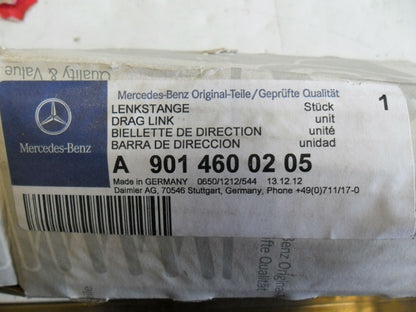 Quality & Value
Mercedes-Benz
Mercedes-Benz Original-Teile/Geprüfte Qualität
LENKSTANGE Stück 1
DRAG LINK unit
BIELLETTE DE DIRECTION unité
BARRA DE DIRECCION unidad
A 901 460 02 05
Made in GERMANY 0650/1212/544 13.12.12
Daimler AG, 70546 Stuttgart, Germany, Phone +49(0)711/17-0
Mercedes-Benz Original
Geprüfte Qualität